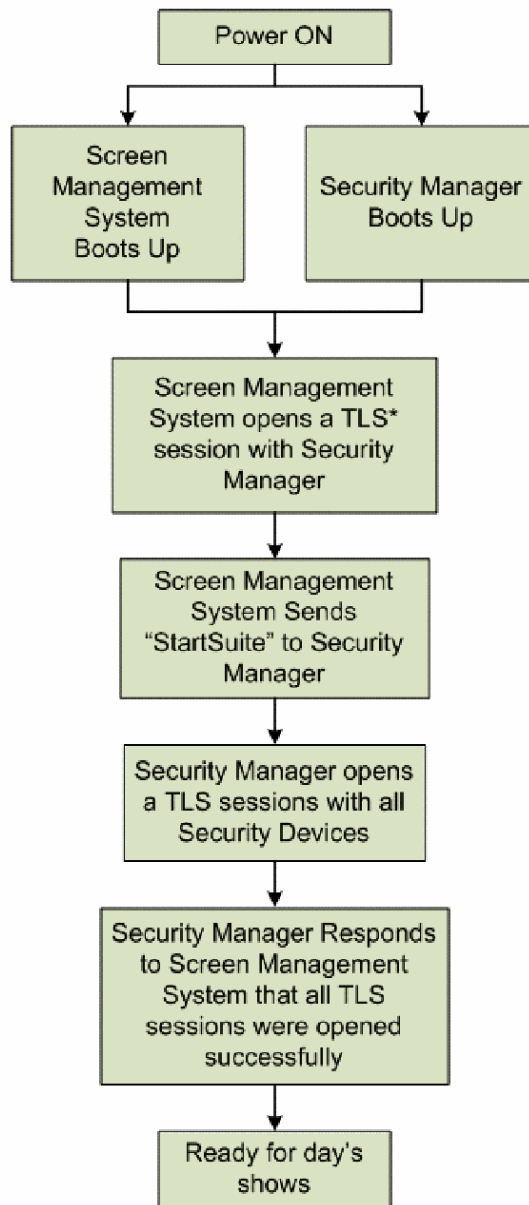 Power ON
Screen
Management
System
Boots Up
Security Manager
Boots Up
Screen Management
System opens a TLS*
session with Security
Manager
Screen Management
System Sends
“StartSuite” to Security
Manager
Security Manager opens
a TLS sessions with all
Security Devices
Security Manager Responds
to Screen Management
System that all TLS
sessions were opened
successfully
Ready for day's
shows